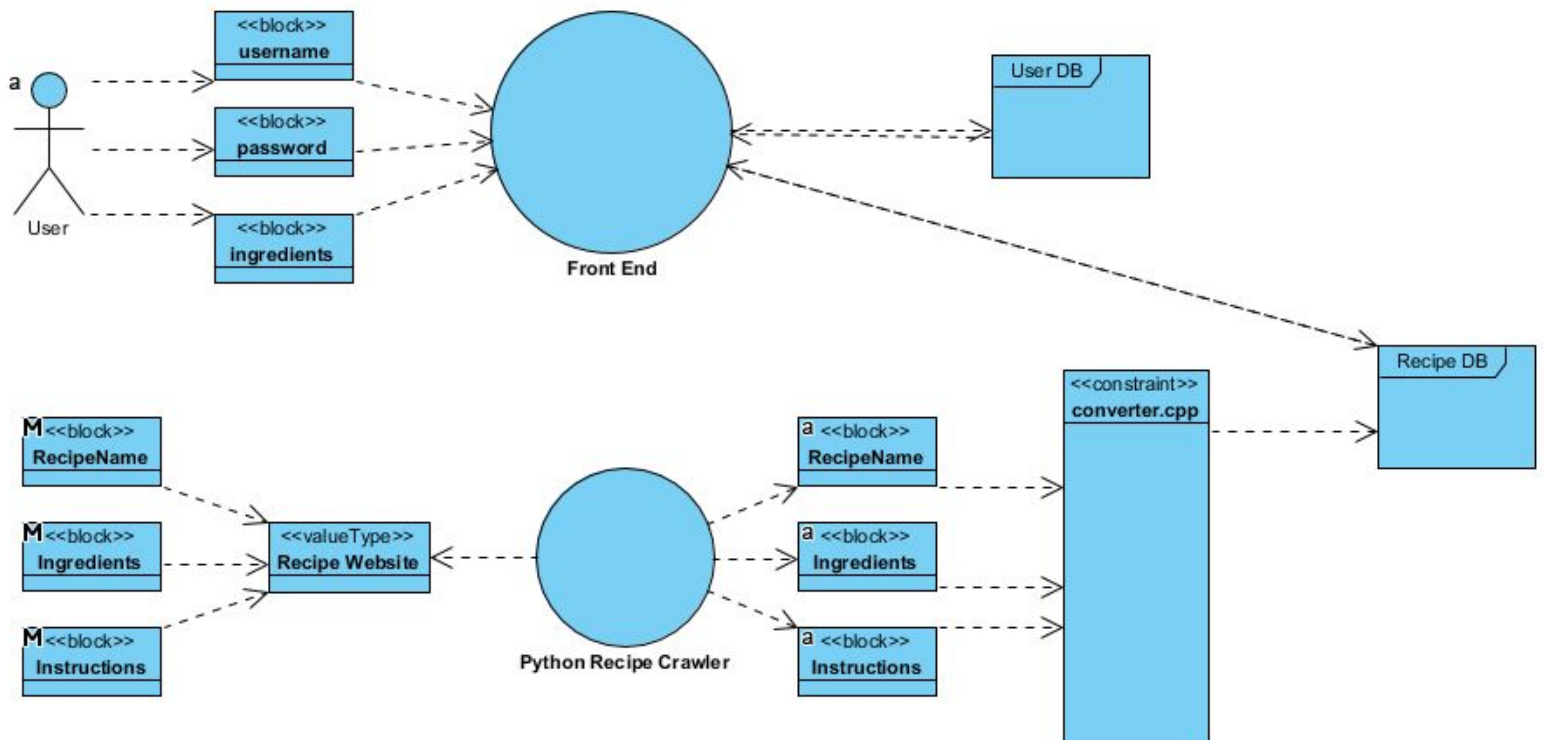 <<block>>
username
a
<<block>>
password
User
<<block>>
ingredients
Front End
User DB
Recipe DB
M <<block>>
RecipeName
M <<block>>
Ingredients
M <<block>>
Instructions
<<valueType>>
Recipe Website
Python Recipe Crawler
a <<block>>
RecipeName
a <<block>>
Ingredients
a <<block>>
Instructions
<<constraint>>
converter.cpp